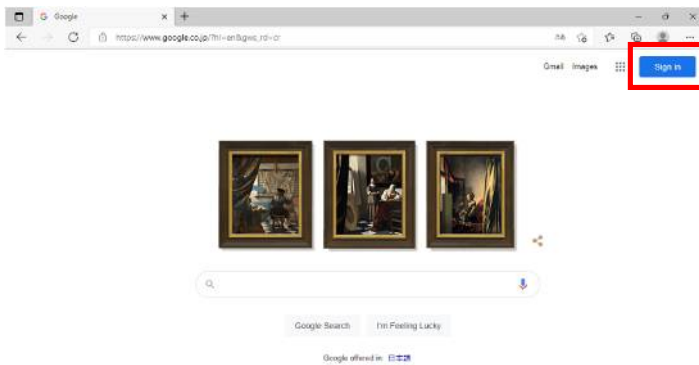 Google
https://www.google.co.jp/?hl=en&gws_rd=cr
Gmail Images Sign in
Google Search I'm Feeling Lucky
Google offered in: 日本語